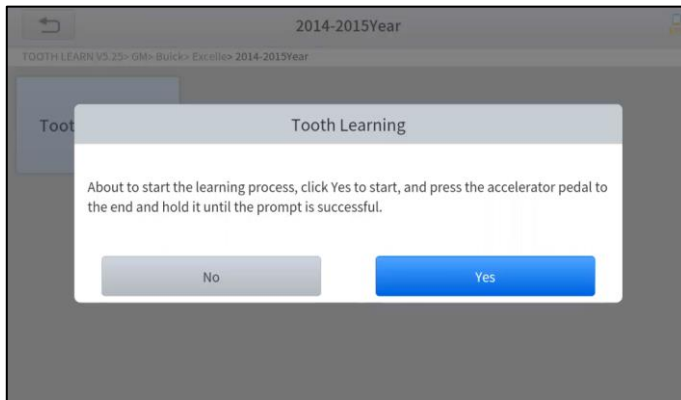 2014-2015Year
TOOTH LEARN V5.25> GM> Buick> Excelle> 2014-2015Year
Toot
Tooth Learning
About to start the learning process, click Yes to start, and press the accelerator pedal to
the end and hold it until the prompt is successful.
No
Yes